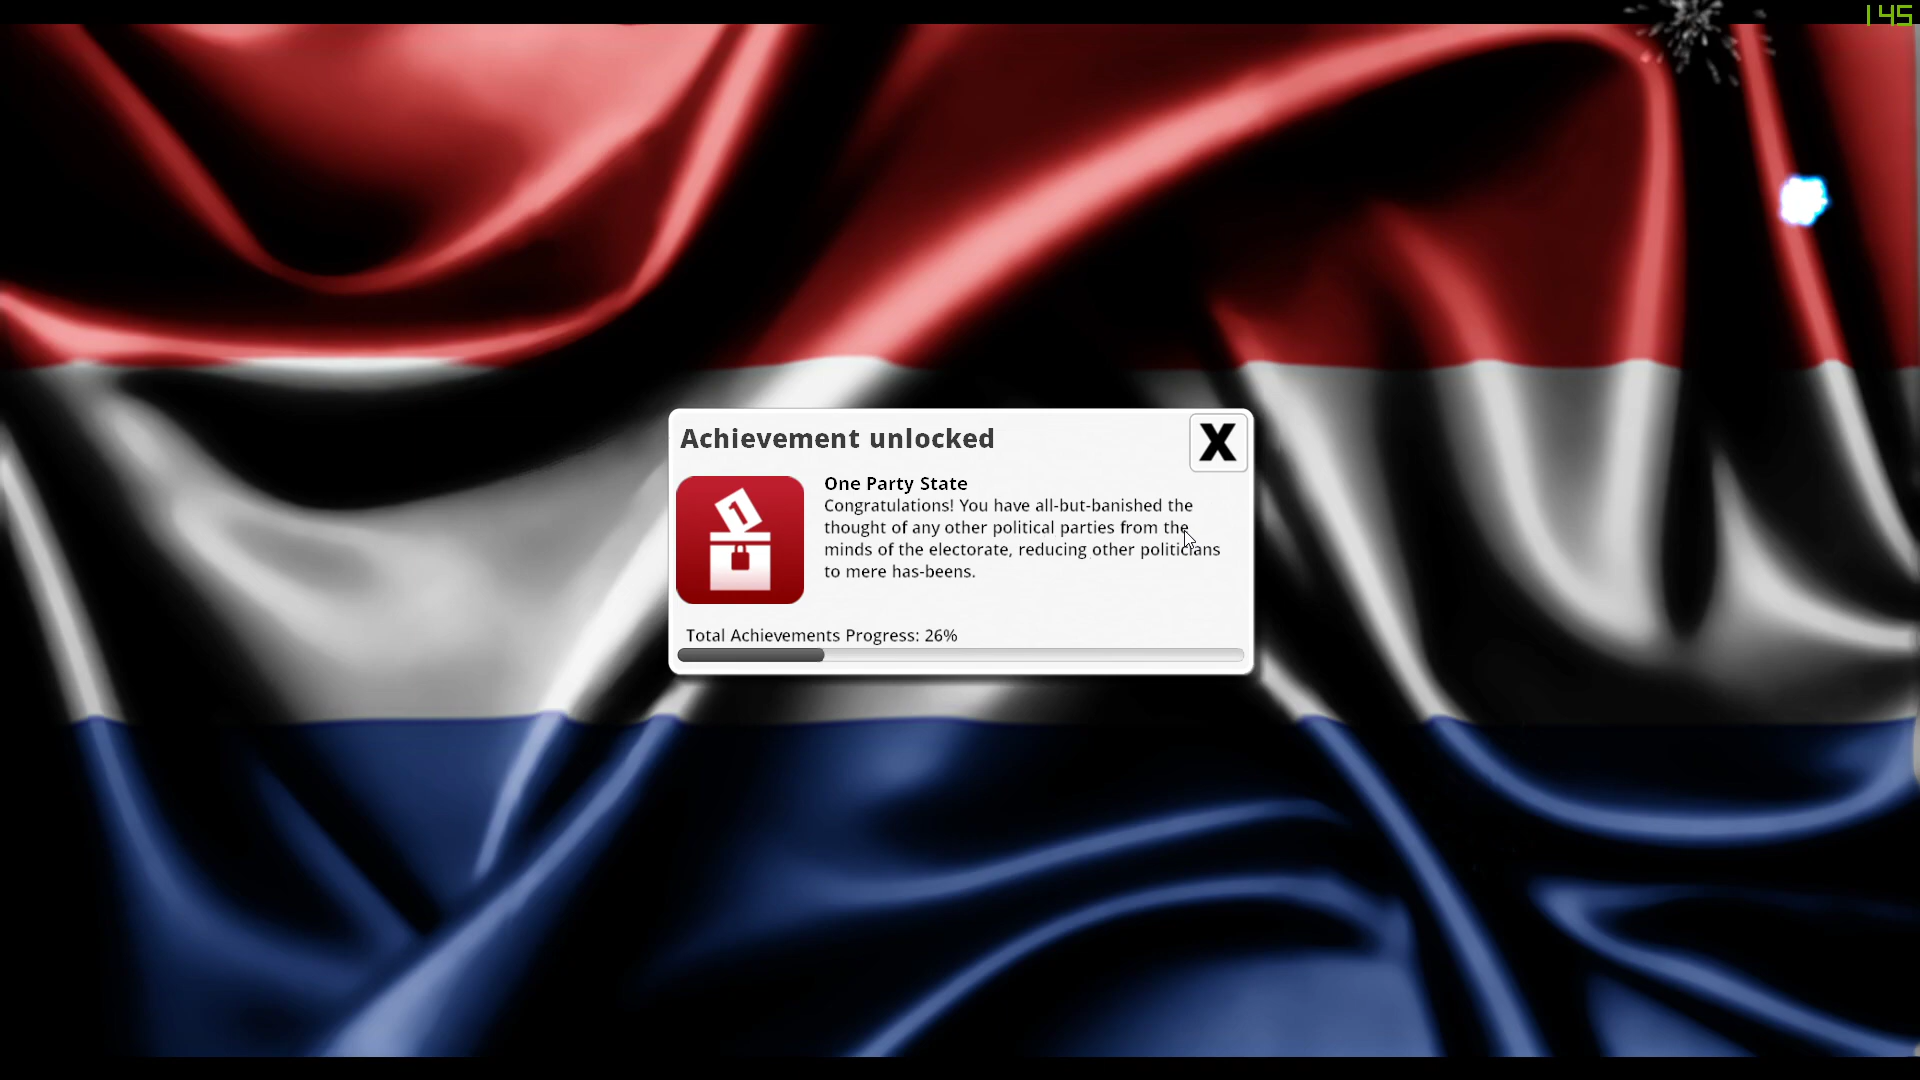 145
Achievement unlocked
X
One Party State
Congratulations! You have all-but-banished the
thought of any other political parties from the
minds of the electorate, reducing other politicians
to mere has-beens.
1
Total Achievements Progress: 26%